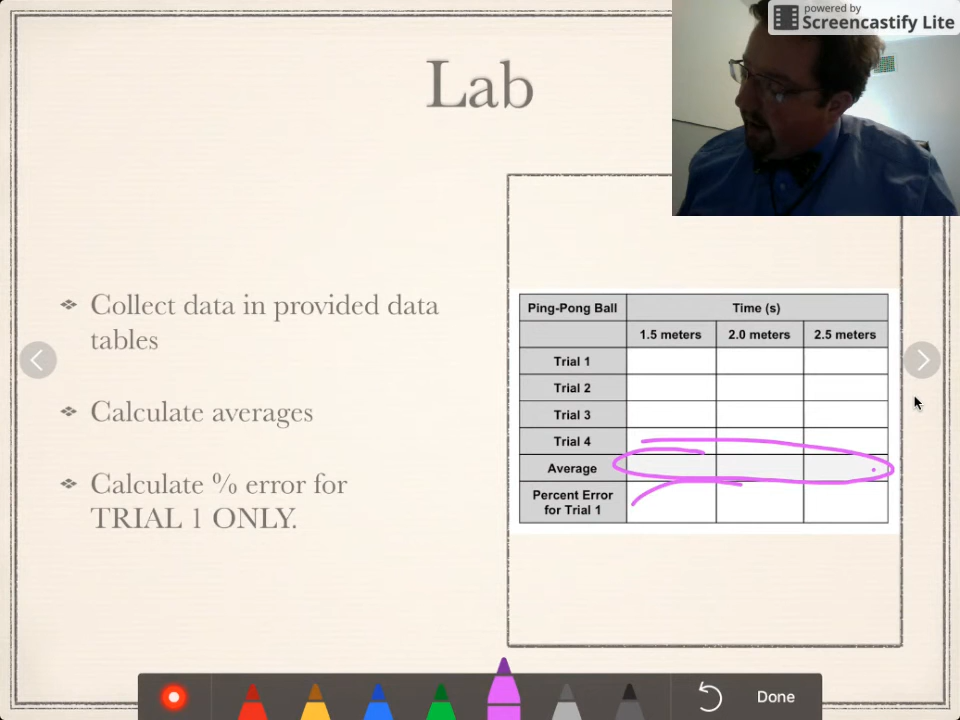 powered by
Screencastify Lite
Lab
Collect data in provided data
tables
Calculate averages
Calculate % error for
TRIAL 1 ONLY.
Ping-Pong Ball Time (s)
1.5 meters 2.0 meters 2.5 meters
Trial 1
Trial 2
Trial 3
Trial 4
Average
Percent Error
for Trial 1
Done